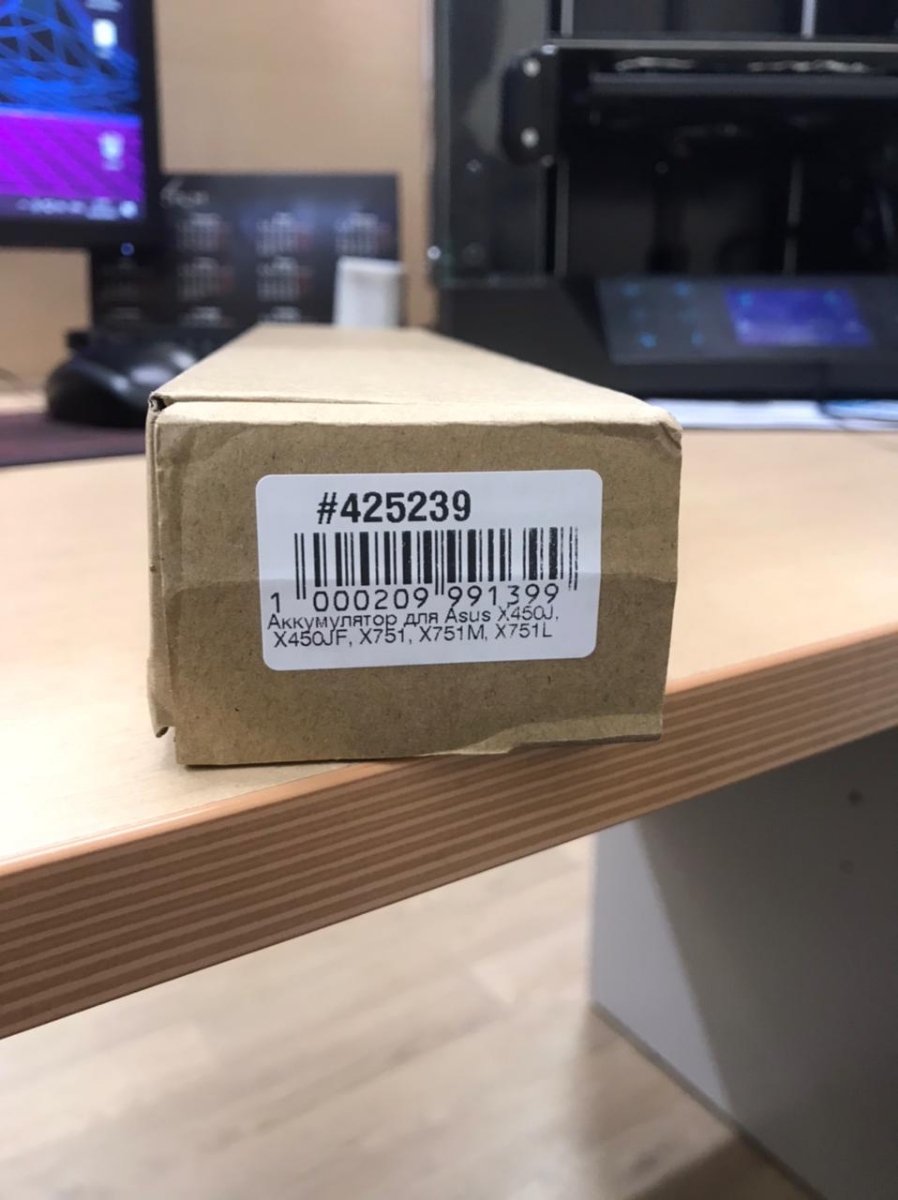 #425239
1 000209 991399
Аккумулятор для Asus X450J,
X450JF, X751, X751M, X751L